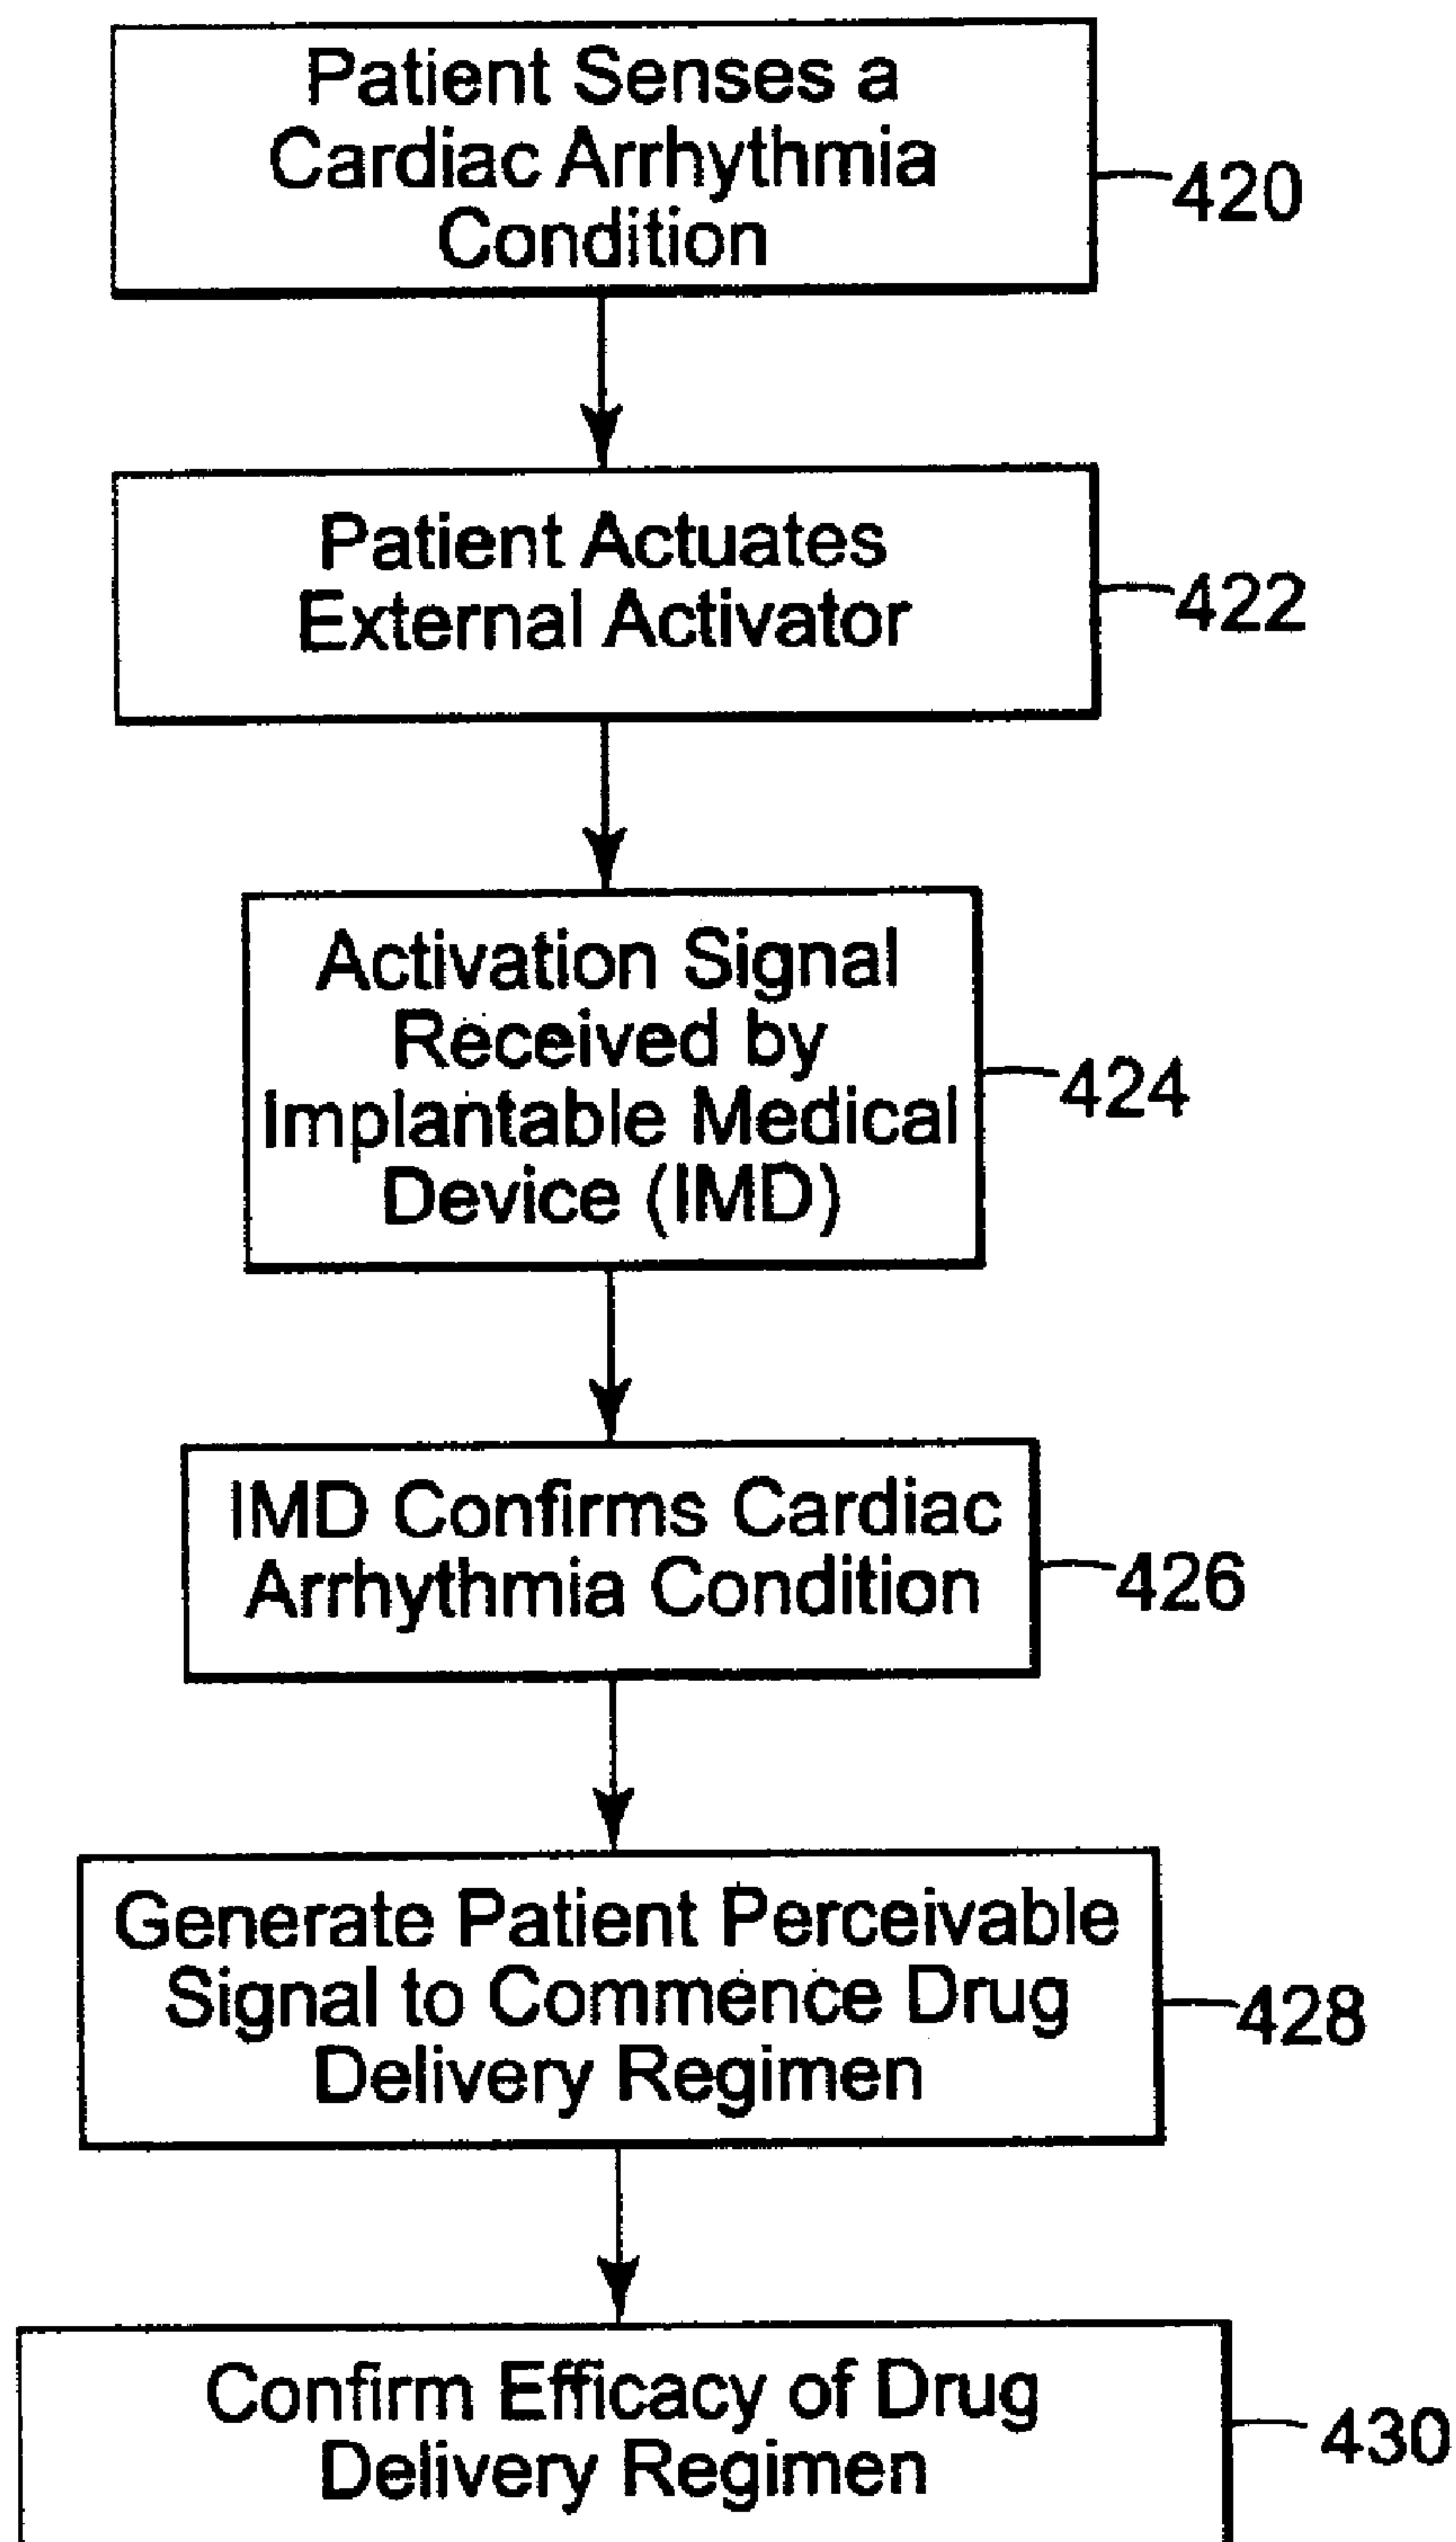 Patient Senses a
Cardiac Arrhythmia
Condition
420
Patient Actuates
External Activator
422
Activation Signal
Received by
Implantable Medical
Device (IMD)
424
IMD Confirms Cardiac
Arrhythmia Condition
426
Generate Patient Perceivable
Signal to Commence Drug
Delivery Regimen
428
Confirm Efficacy of Drug
Delivery Regimen
430